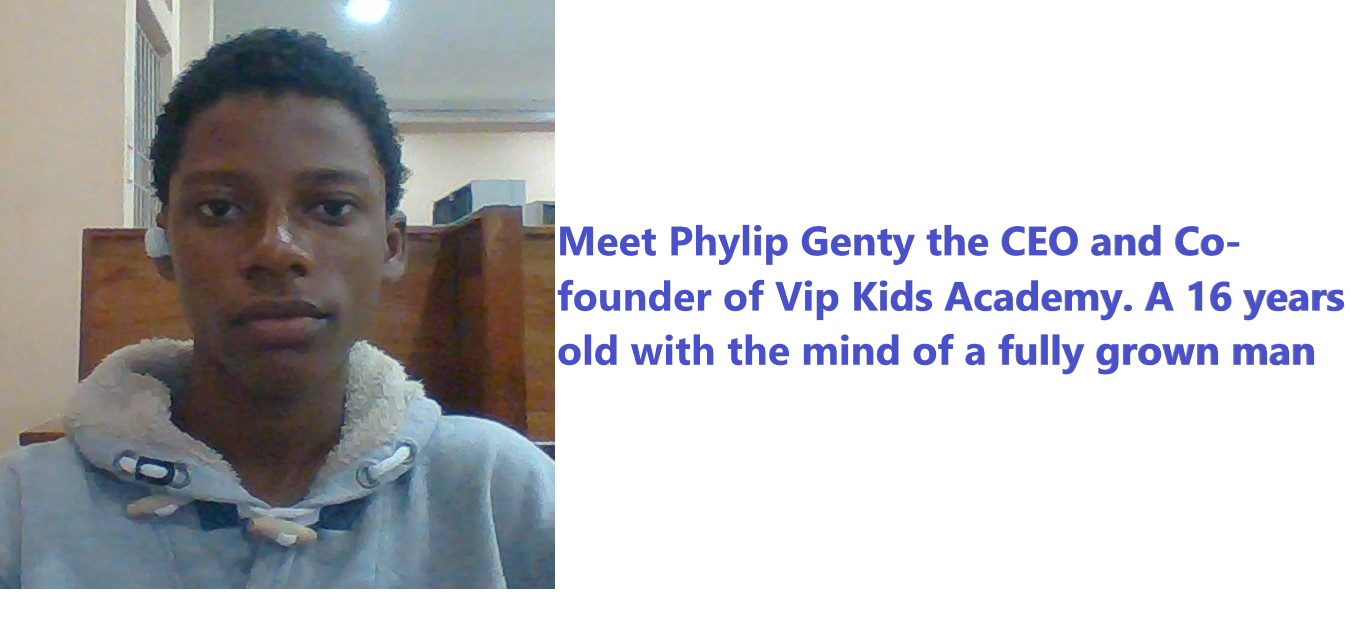 Meet Phylip Genty the CEO and Co-
founder of Vip Kids Academy. A 16 years
old with the mind of a fully grown man